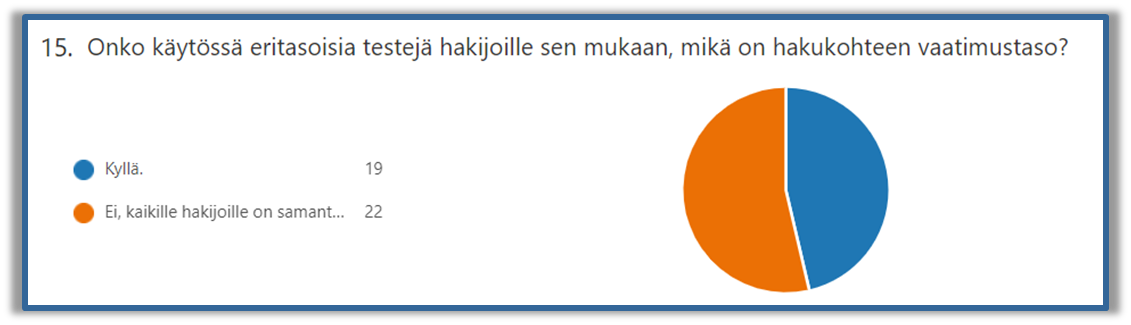 15. Onko käytössä eritasoisia testejä hakijoille sen mukaan, mikä on hakukohteen vaatimustaso?
Kyllä. 19
Ei, kaikille hakijoille on samant... 22